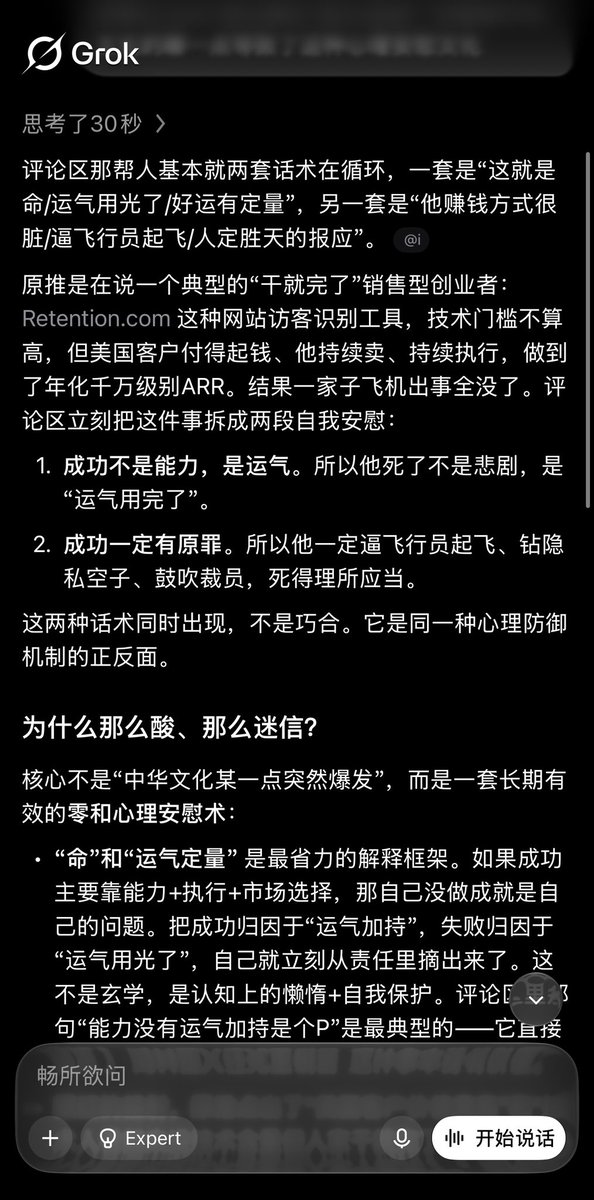 Grok
思考了30秒
评论区那帮人基本就两套话术在循环，一套是“这就是
命/运气用光了/好运有定量”，另一套是“他赚钱方式很
脏/逼飞行员起飞/人定胜天的报应”。 @i
原推是在说一个典型的“干就完了”销售型创业者：
Retention.com 这种网站访客识别工具，技术门槛不算
高，但美国客户付得起钱、他持续卖、持续执行，做到
了年化千万级别ARR。结果一家子飞机出事全没了。评
论区立刻把这件事拆成两段自我安慰：
1. 成功不是能力，是运气。所以他死了不是悲剧，是
“运气用完了”。
2. 成功一定有原罪。所以他一定逼飞行员起飞、钻隐
私空子、鼓吹裁员，死得理所应当。
这两种话术同时出现，不是巧合。它是同一种心理防御
机制的正反面。
为什么那么酸、那么迷信？
核心不是“中华文化某一点突然爆发”，而是一套长期有
效的零和心理安慰术：
• “命”和“运气定量” 是最省力的解释框架。如果成功
主要靠能力+执行+市场选择，那自己没做成就是自
己的问题。把成功归因于“运气加持”，失败归因于
“运气用光了”，自己就立刻从责任里摘出来了。这
不是玄学，是认知上的懒惰+自我保护。评论区里那
句“能力没有运气加持是个P”是最典型的——它直接
畅所欲问
Expert
开始说话